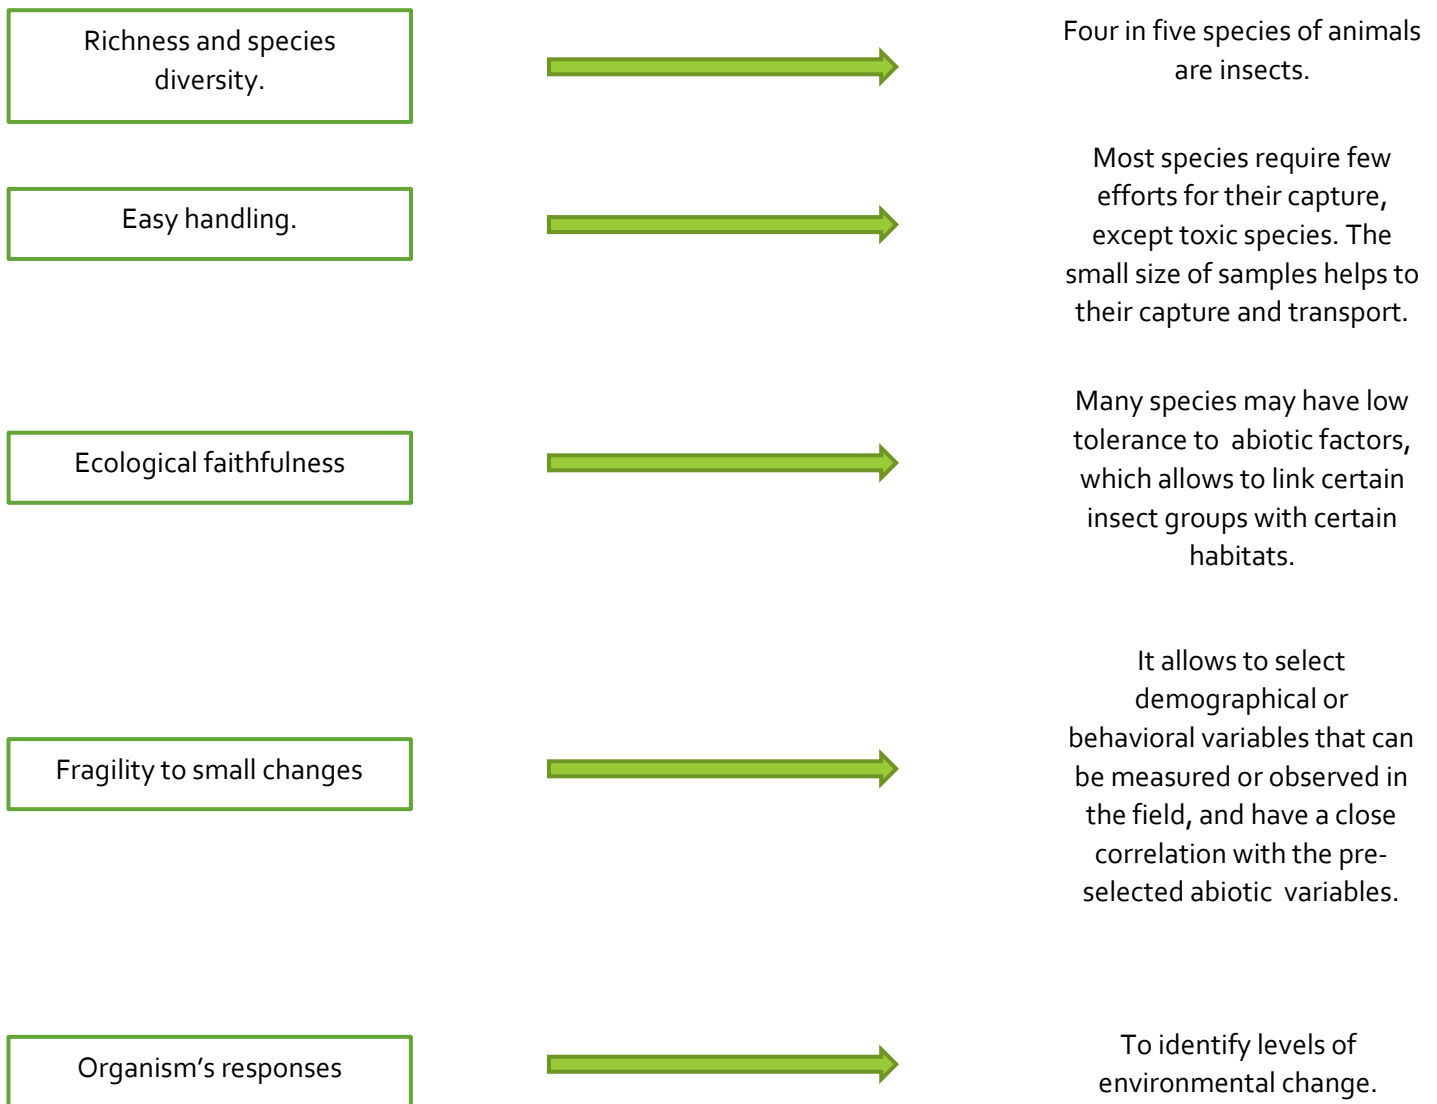 Richness and species
diversity.
Four in five species of animals
are insects.
Easy handling.
Most species require few
efforts for their capture,
except toxic species. The
small size of samples helps to
their capture and transport.
Ecological faithfulness
Many species may have low
tolerance to  abiotic factors,
which allows to link certain
insect groups with certain
habitats.
Fragility to small changes
It allows to select
demographical or
behavioral variables that can
be measured or observed in
the field, and have a close
correlation with the pre-
selected abiotic  variables.
Organism’s responses
To identify levels of
environmental change.